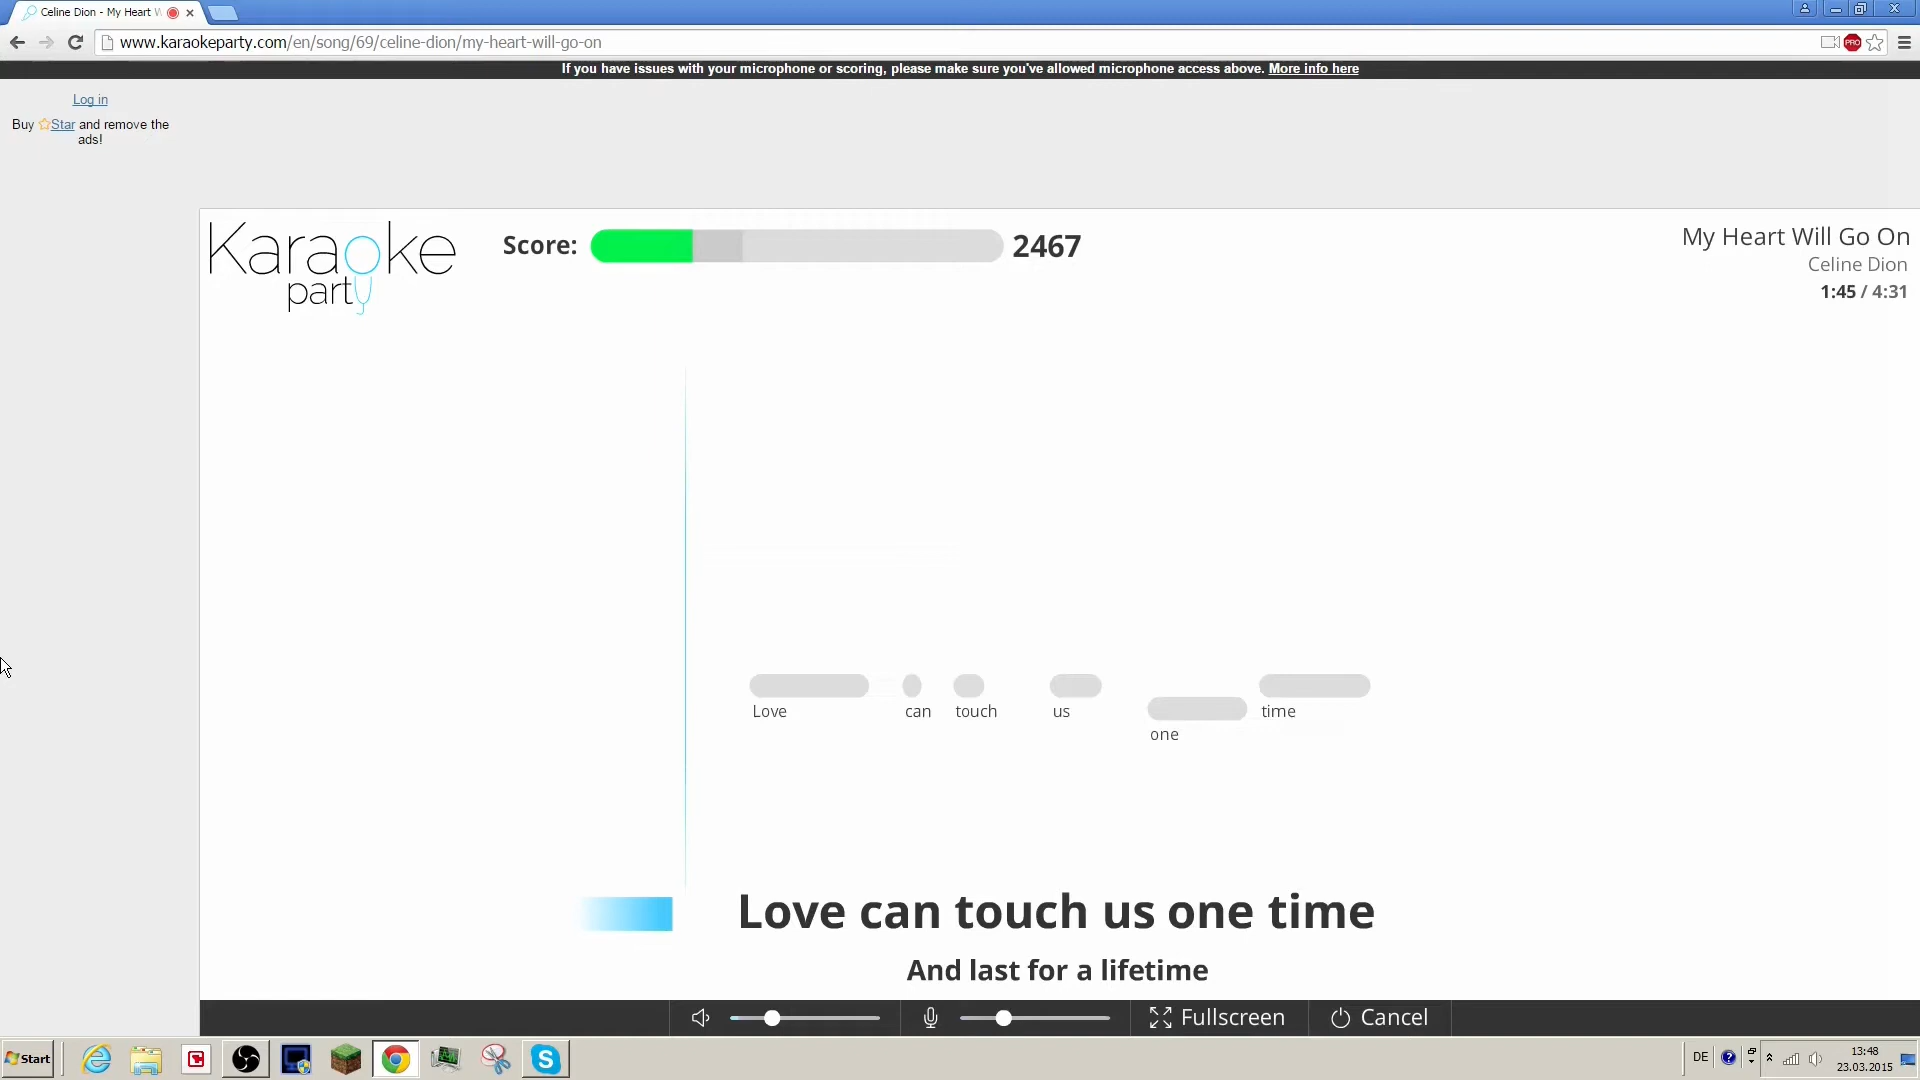 Celine Dion - My Heart W
www.karaokeparty.com/en/song/69/celine-dion/my-heart-will-go-on
PRO
If you have issues with your microphone or scoring, please make sure you've allowed microphone access above. More info here
Log in
Buy Star and remove the
ads!
Karaoke
party
Score:
2467
My Heart Will Go On
Celine Dion
1:45 / 4:31
Love
can
touch
us
one
time
Love can touch us one time
And last for a lifetime
Fullscreen
Cancel
Start
DE
13:48
23.03.2015